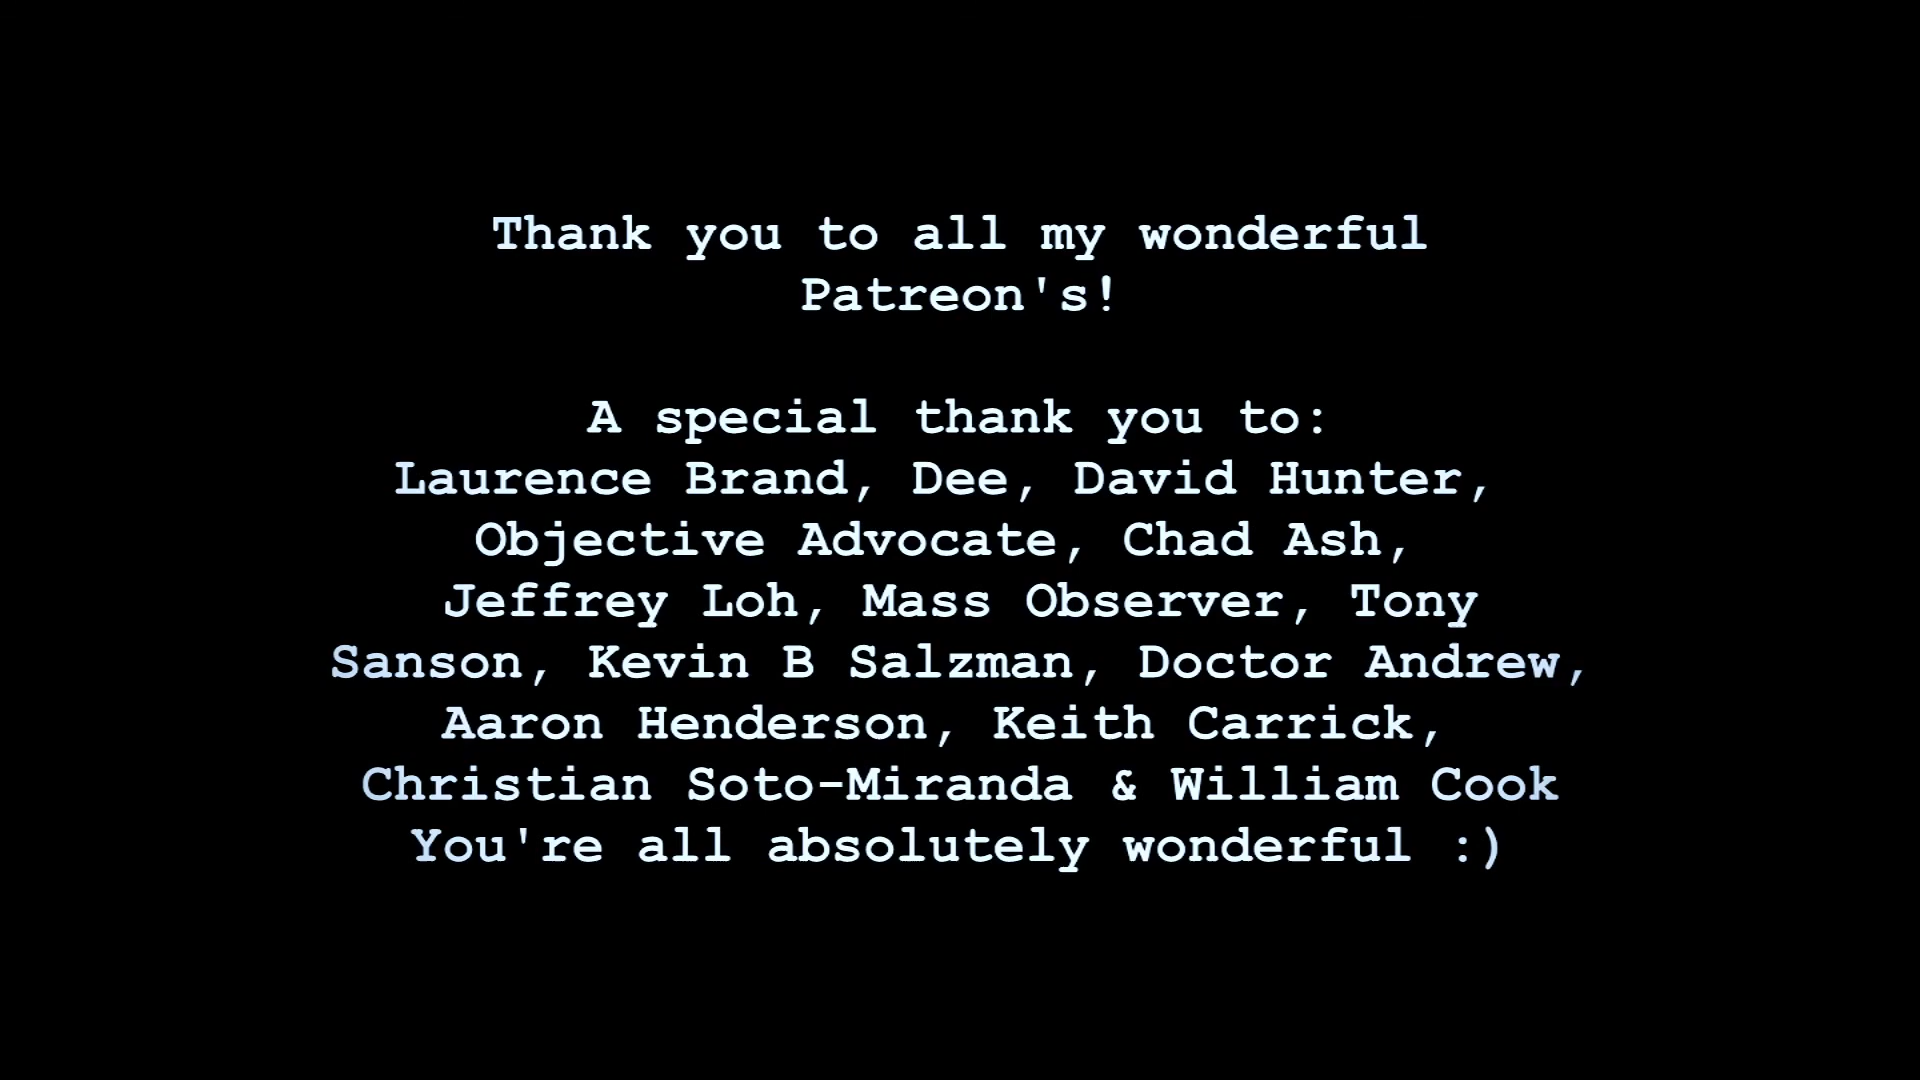 Thank you to all my wonderful
Patreon's!
A special thank you to:
Laurence Brand, Dee, David Hunter,
Objective Advocate, Chad Ash,
Jeffrey Loh, Mass Observer, Tony
Sanson, Kevin B Salzman, Doctor Andrew,
Aaron Henderson, Keith Carrick,
Christian Soto-Miranda & William Cook
You're all absolutely wonderful :)